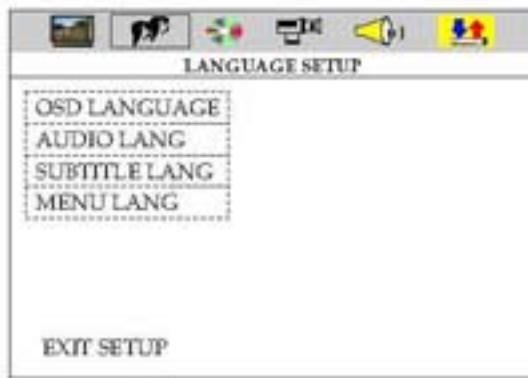 LANGUAGE SETUP
OSD LANGUAGE
AUDIO LANG
SUBTITLE LANG
MENU LANG
EXIT SETUP